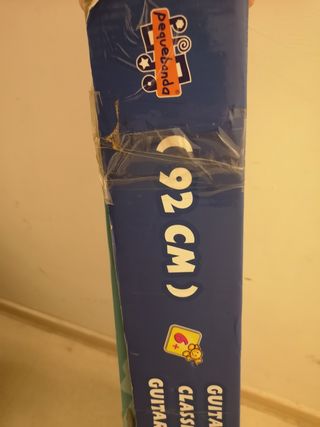 pequebanda
( 92 CM )
GUITA
CLASS
GUITAR